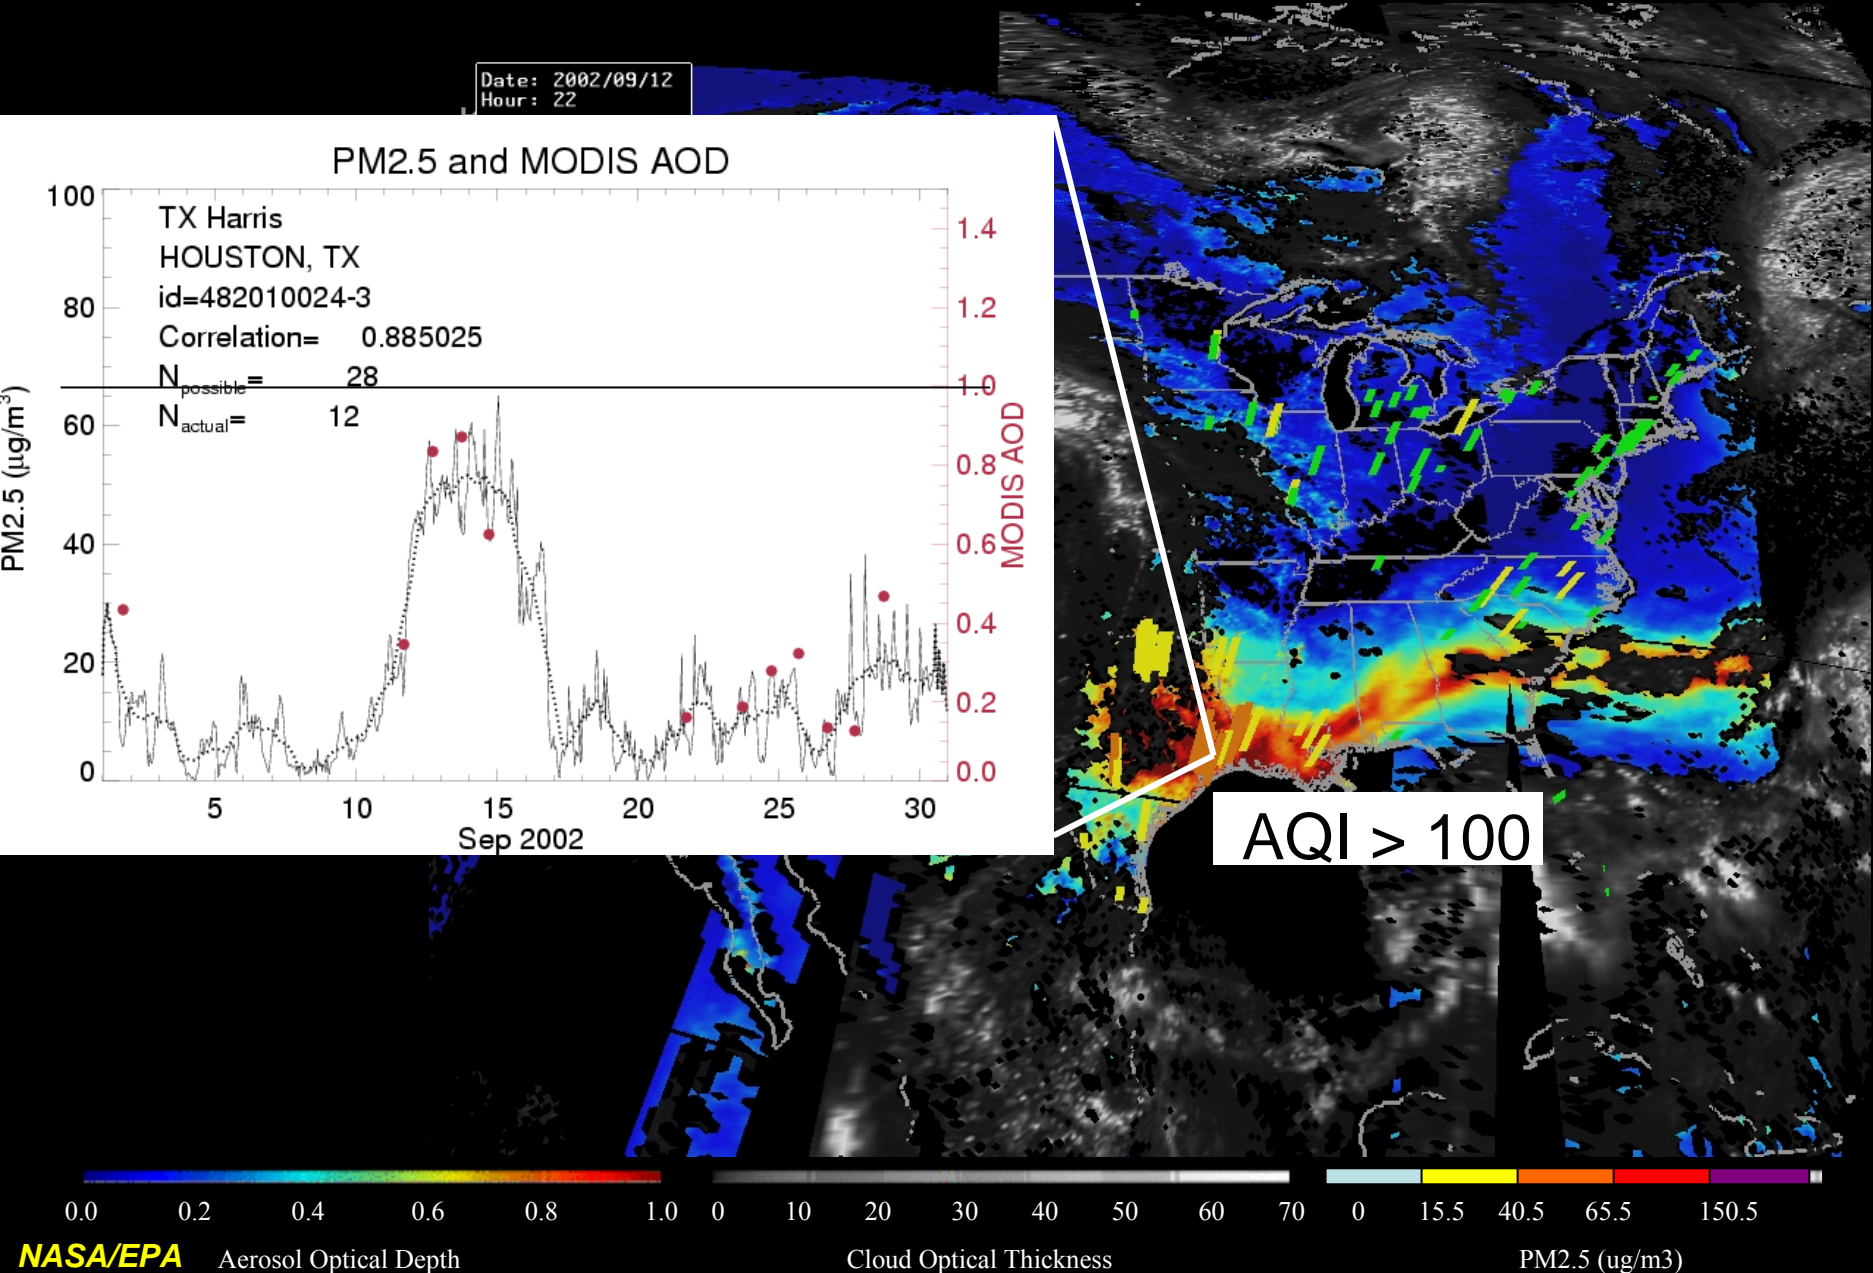 Date: 2002/09/12
Hour: 22
PM2.5 and MODIS AOD
TX Harris
HOUSTON, TX
id=482010024-3
Correlation= 0.885025
Npossible= 28
Nactual= 12
100
80
60
40
20
0
PM2.5 (µg/m³)
1.4
1.2
1.0
0.8
0.6
0.4
0.2
0.0
MODIS AOD
5 10 15 20 25 30
Sep 2002
AQI > 100
0.0 0.2 0.4 0.6 0.8 1.0
0 10 20 30 40 50 60 70
0 15.5 40.5 65.5 150.5
NASA/EPA
Aerosol Optical Depth
Cloud Optical Thickness
PM2.5 (ug/m3)